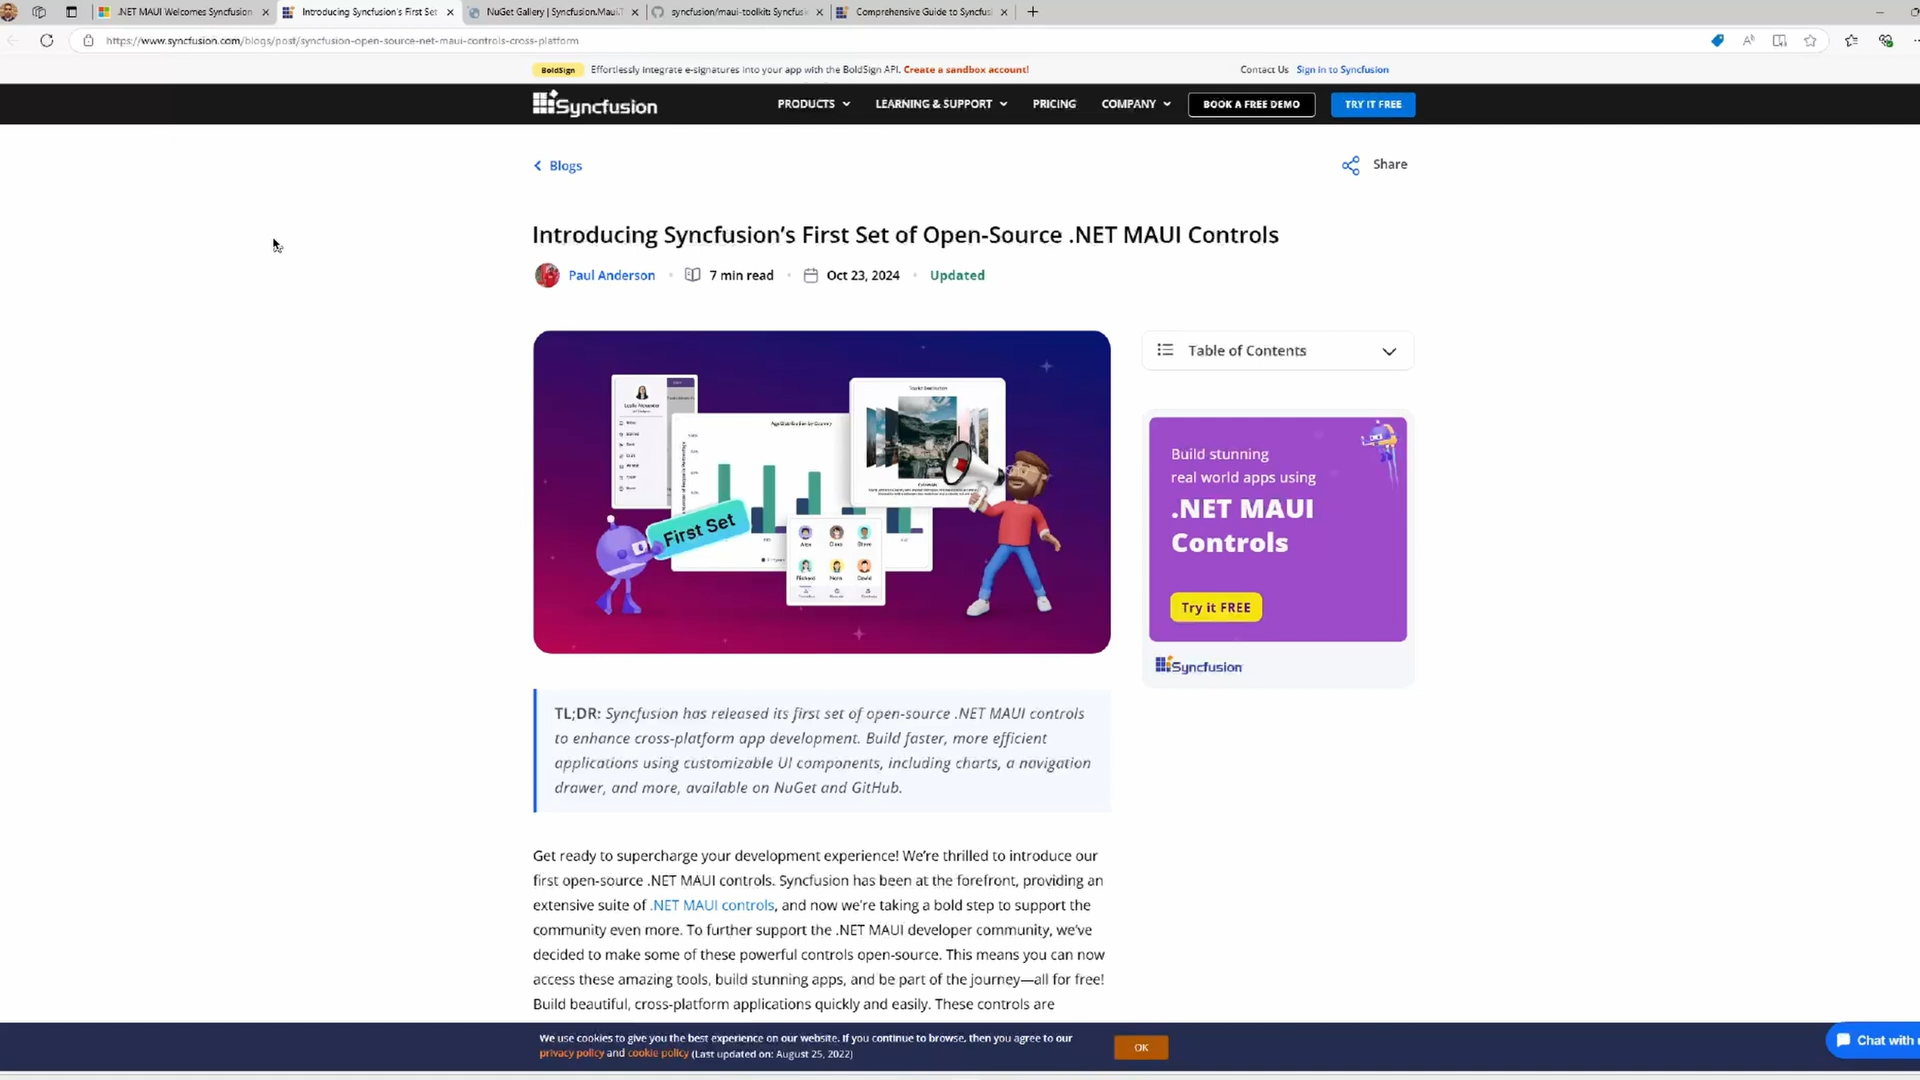 .NET MAUI Welcomes Syncfusion
Introducing Syncfusion's First Set
NuGet Gallery | Syncfusion.Maui.T
syncfusion/maui-toolkit: Syncfus
Comprehensive Guide to Syncfus
https://www.syncfusion.com/blogs/post/syncfusion-open-source-net-maui-controls-cross-platform
BoldSign Effortlessly integrate e-signatures into your app with the BoldSign API. Create a sandbox account!
Contact Us Sign in to Syncfusion
Syncfusion
PRODUCTS
LEARNING & SUPPORT
PRICING
COMPANY
BOOK A FREE DEMO
TRY IT FREE
Blogs
Share
Introducing Syncfusion's First Set of Open-Source .NET MAUI Controls
Paul Anderson • 7 min read • Oct 23, 2024 • Updated
Age Distribution by Country
First Set
Alex
Clara
Steve
Richard
Nora
David
Table of Contents
Build stunning
real world apps using
.NET MAUI
Controls
Try it FREE
Syncfusion
TL;DR: Syncfusion has released its first set of open-source .NET MAUI controls
to enhance cross-platform app development. Build faster, more efficient
applications using customizable UI components, including charts, a navigation
drawer, and more, available on NuGet and GitHub.
Get ready to supercharge your development experience! We're thrilled to introduce our
first open-source .NET MAUI controls. Syncfusion has been at the forefront, providing an
extensive suite of .NET MAUI controls, and now we're taking a bold step to support the
community even more. To further support the .NET MAUI developer community, we've
decided to make some of these powerful controls open-source. This means you can now
access these amazing tools, build stunning apps, and be part of the journey—all for free!
Build beautiful, cross-platform applications quickly and easily. These controls are
We use cookies to give you the best experience on our website. If you continue to browse, then you agree to our
privacy policy and cookie policy (Last updated on: August 25, 2022)
OK
Chat with